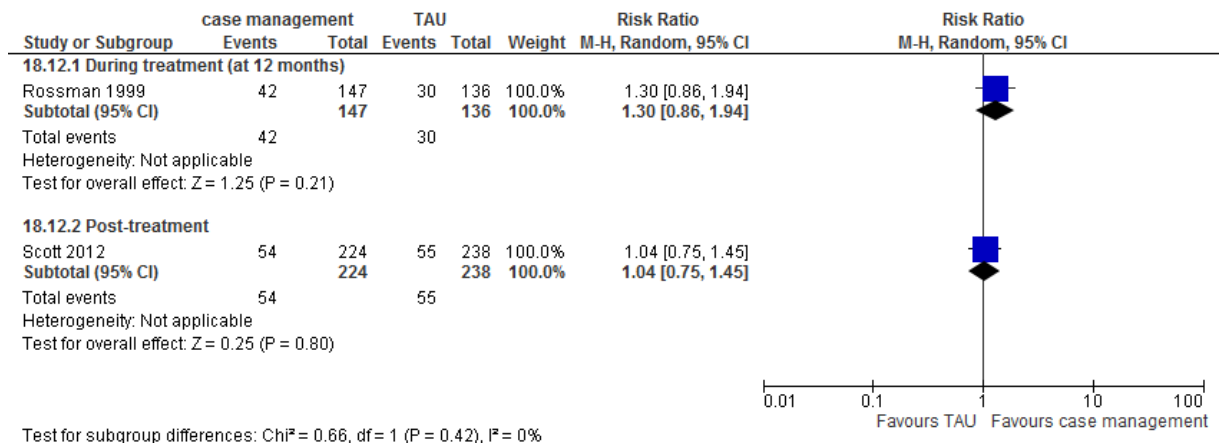 case management TAU Risk Ratio Risk Ratio
Study or Subgroup Events Total Events Total Weight M-H, Random, 95% CI M-H, Random, 95% CI
18.12.1 During treatment (at 12 months)
Rossman 1999 42 147 30 136 100.0% 1.30 [0.86, 1.94]
Subtotal (95% CI) 147 136 100.0% 1.30 [0.86, 1.94]
Total events 42 30
Heterogeneity: Not applicable
Test for overall effect: Z = 1.25 (P = 0.21)
18.12.2 Post-treatment
Scott 2012 54 224 55 238 100.0% 1.04 [0.75, 1.45]
Subtotal (95% CI) 224 238 100.0% 1.04 [0.75, 1.45]
Total events 54 55
Heterogeneity: Not applicable
Test for overall effect: Z = 0.25 (P = 0.80)
0.01 0.1 1 10 100
Favours TAU Favours case management
Test for subgroup differences: Chi² = 0.66, df = 1 (P = 0.42), I² = 0%